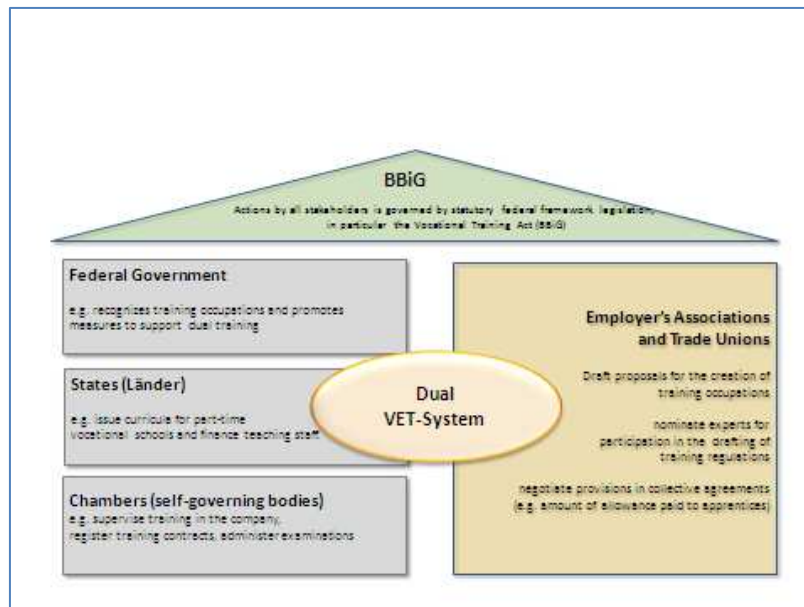 BBiG
Actions by all stakeholders is governed by statutory federal framework legislation,
in particular the Vocational Training Act (BBiG)
Federal Government
e.g. recognizes training occupations and promotes
measures to support dual training
States (Länder)
e.g. issue curricula for part-time
vocational schools and finance teaching staff
Chambers (self-governing bodies)
e.g. supervise training in the company,
register training contracts, administer examinations
Dual
VET-System
Employer's Associations
and Trade Unions
Draft proposals for the creation of
training occupations
nominate experts for
participation in the drafting of
training regulations
negotiate provisions in collective agreements
(e.g. amount of allowance paid to apprentices)